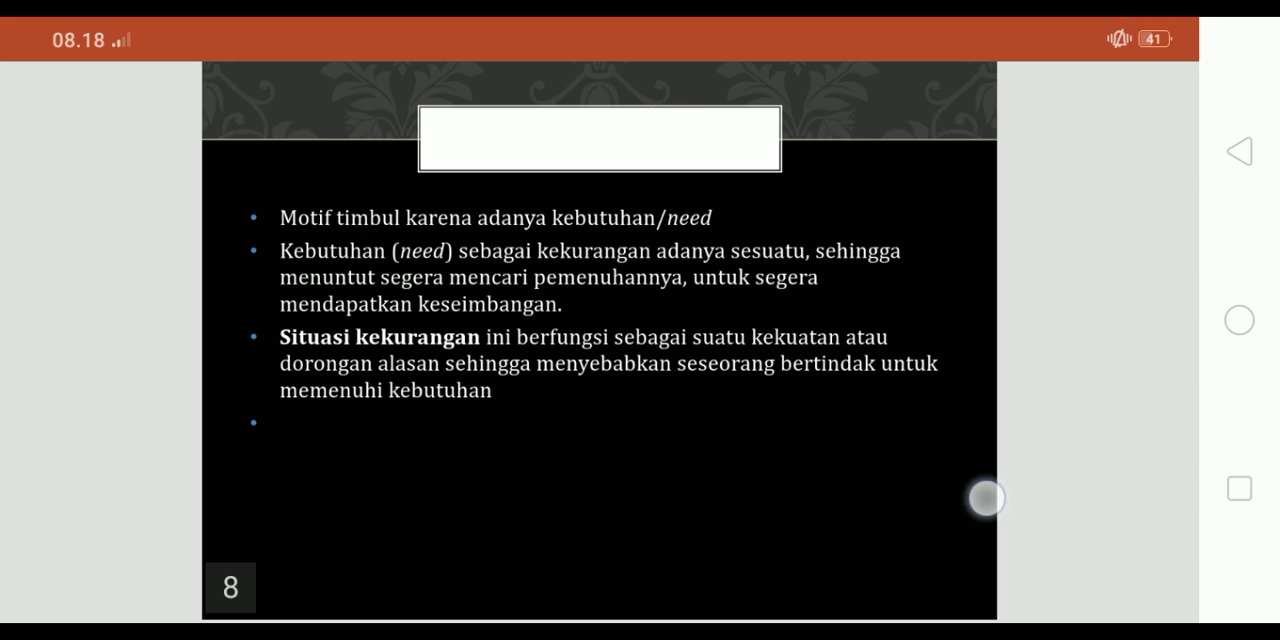 08.18
41
Motif timbul karena adanya kebutuhan/need
Kebutuhan (need) sebagai kekurangan adanya sesuatu, sehingga
menuntut segera mencari pemenuhannya, untuk segera
mendapatkan keseimbangan.
Situasi kekurangan ini berfungsi sebagai suatu kekuatan atau
dorongan alasan sehingga menyebabkan seseorang bertindak untuk
memenuhi kebutuhan
8